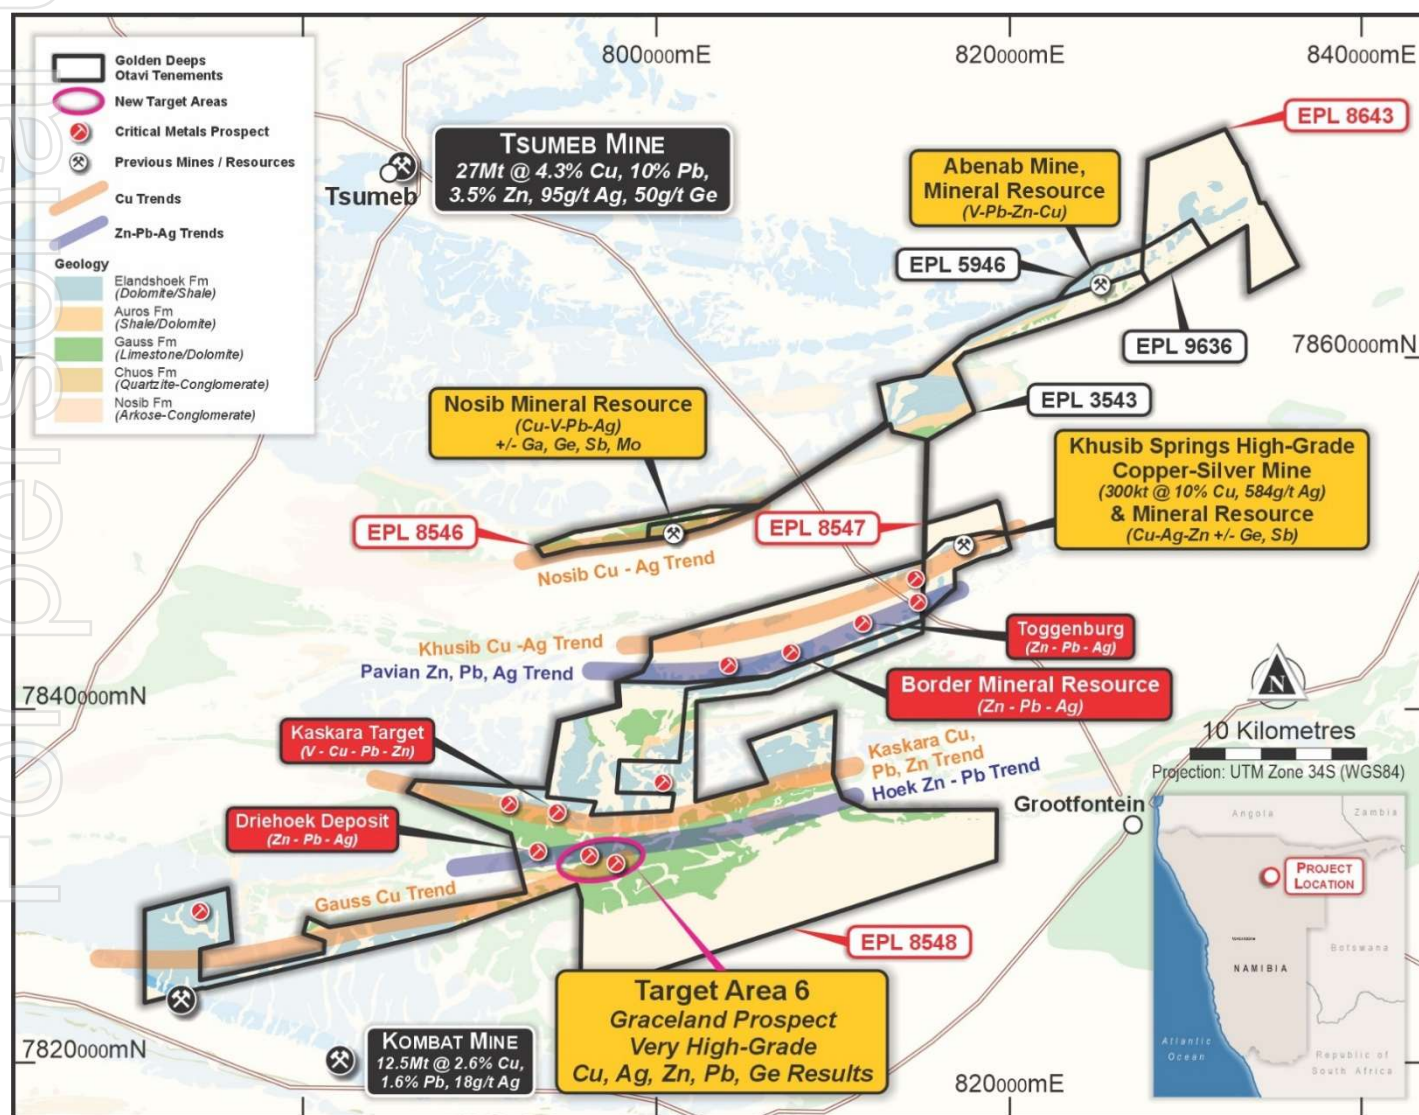 For personal
800000mE
820000mE
840000mE
Golden Deeps
Otavi Tenements
New Target Areas
Critical Metals Prospect
Previous Mines / Resources
Cu Trends
Zn-Pb-Ag Trends
Geology
Elandshoek Fm
(Dolomite/Shale)
Auros Fm
(Shale/Dolomite)
Gauss Fm
(Limestone/Dolomite)
Chuos Fm
(Quartzite-Conglomerate)
Nosib Fm
(Arkose-Conglomerate)
Tsumeb
TSUMEB MINE
27Mt @ 4.3% Cu, 10% Pb,
3.5% Zn, 95g/t Ag, 50g/t Ge
EPL 8643
Abenab Mine,
Mineral Resource
(V-Pb-Zn-Cu)
EPL 5946
EPL 9636
7860000mN
EPL 3543
Nosib Mineral Resource
(Cu-V-Pb-Ag)
+/- Ga, Ge, Sb, Mo
Khusib Springs High-Grade
Copper-Silver Mine
(300kt @ 10% Cu, 584g/t Ag)
& Mineral Resource
(Cu-Ag-Zn +/- Ge, Sb)
EPL 8546
EPL 8547
Nosib Cu - Ag Trend
Khusib Cu -Ag Trend
Pavian Zn, Pb, Ag Trend
Toggenburg
(Zn - Pb - Ag)
Border Mineral Resource
(Zn - Pb - Ag)
7840000mN
N
10 Kilometres
Projection: UTM Zone 34S (WGS84)
Kaskara Target
(V - Cu - Pb - Zn)
Kaskara Cu,
Pb, Zn Trend
Hoek Zn - Pb Trend
Grootfontein
Driehoek Deposit
(Zn - Pb - Ag)
Gauss Cu Trend
EPL 8548
Target Area 6
Graceland Prospect
Very High-Grade
Cu, Ag, Zn, Pb, Ge Results
KOMBAT MINE
12.5Mt @ 2.6% Cu,
1.6% Pb, 18g/t Ag
7820000mN
820000mE
Angola
Zambia
PROJECT
LOCATION
NAMIBIA
Botswana
Atlantic
Ocean
Republic of
South Africa